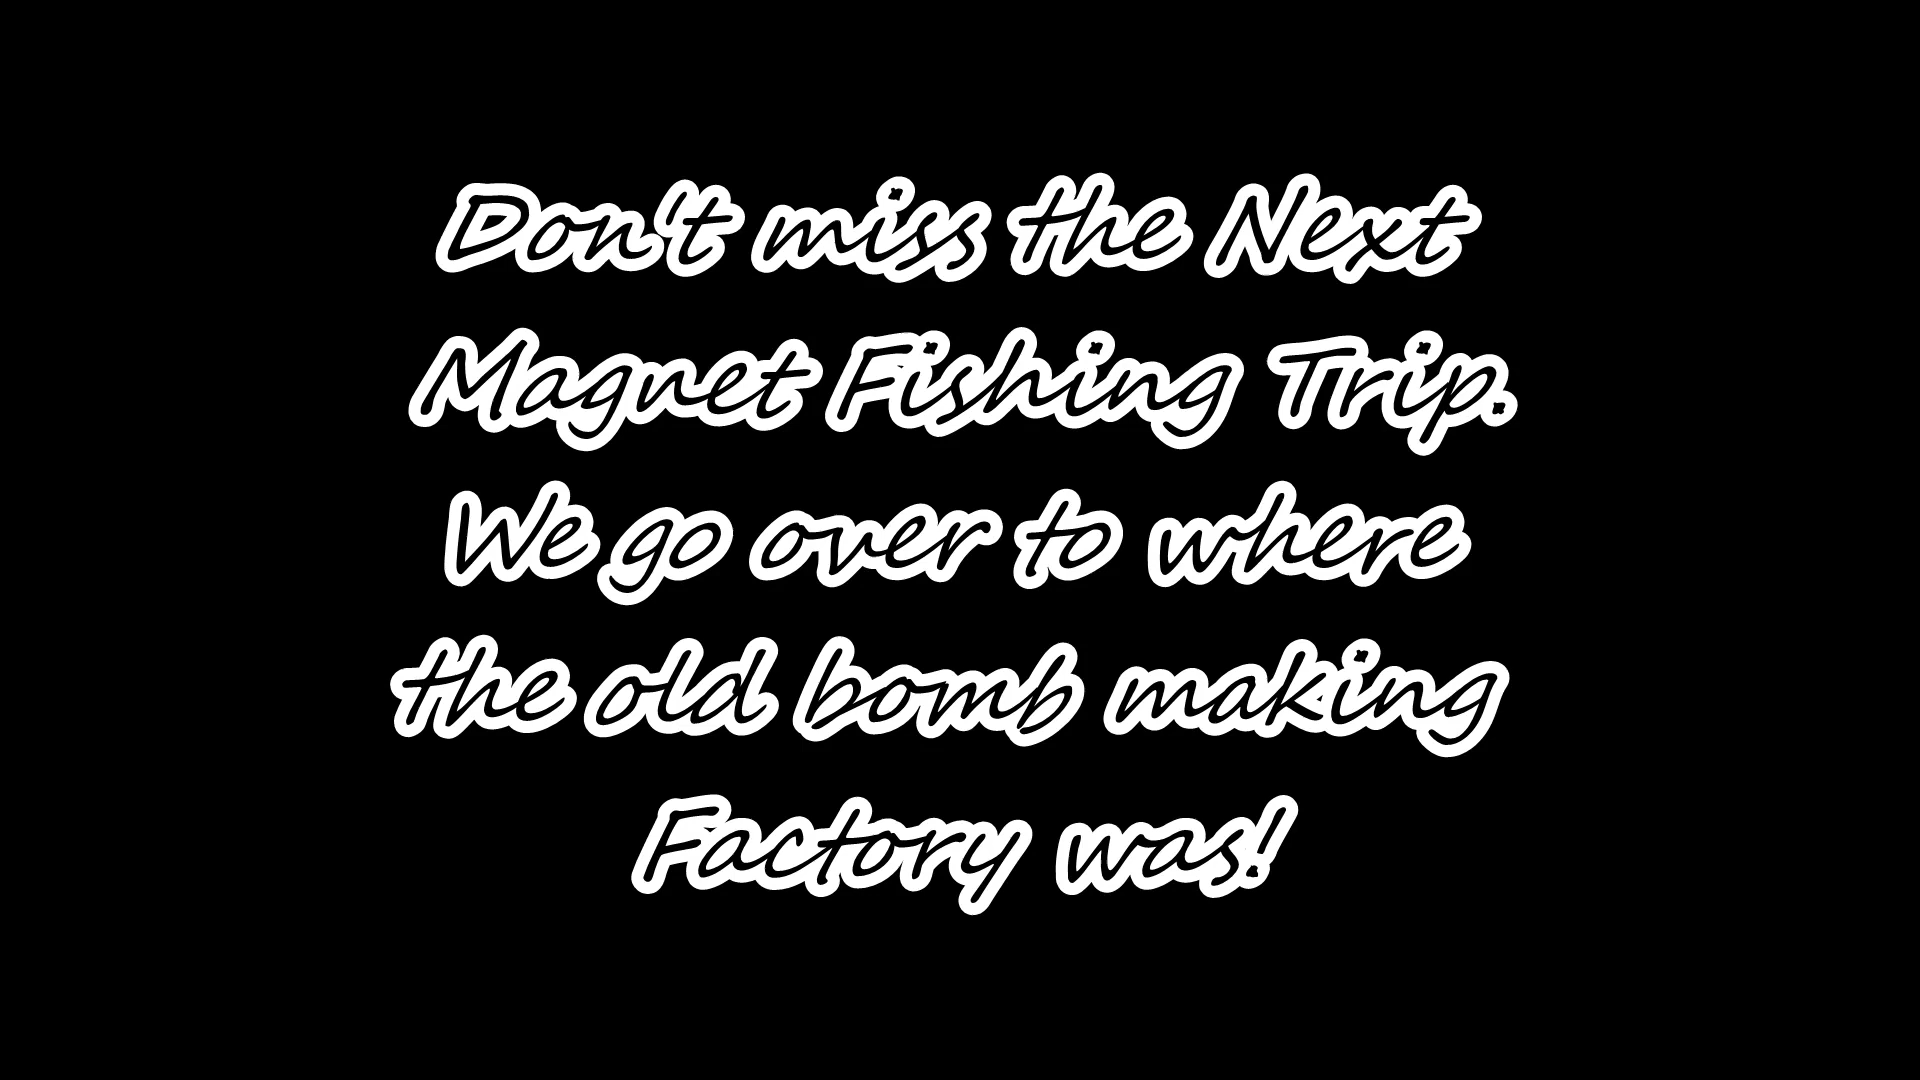 Don't miss the Next
Magnet Fishing Trip.
We go over to where
the old bomb making
Factory was!